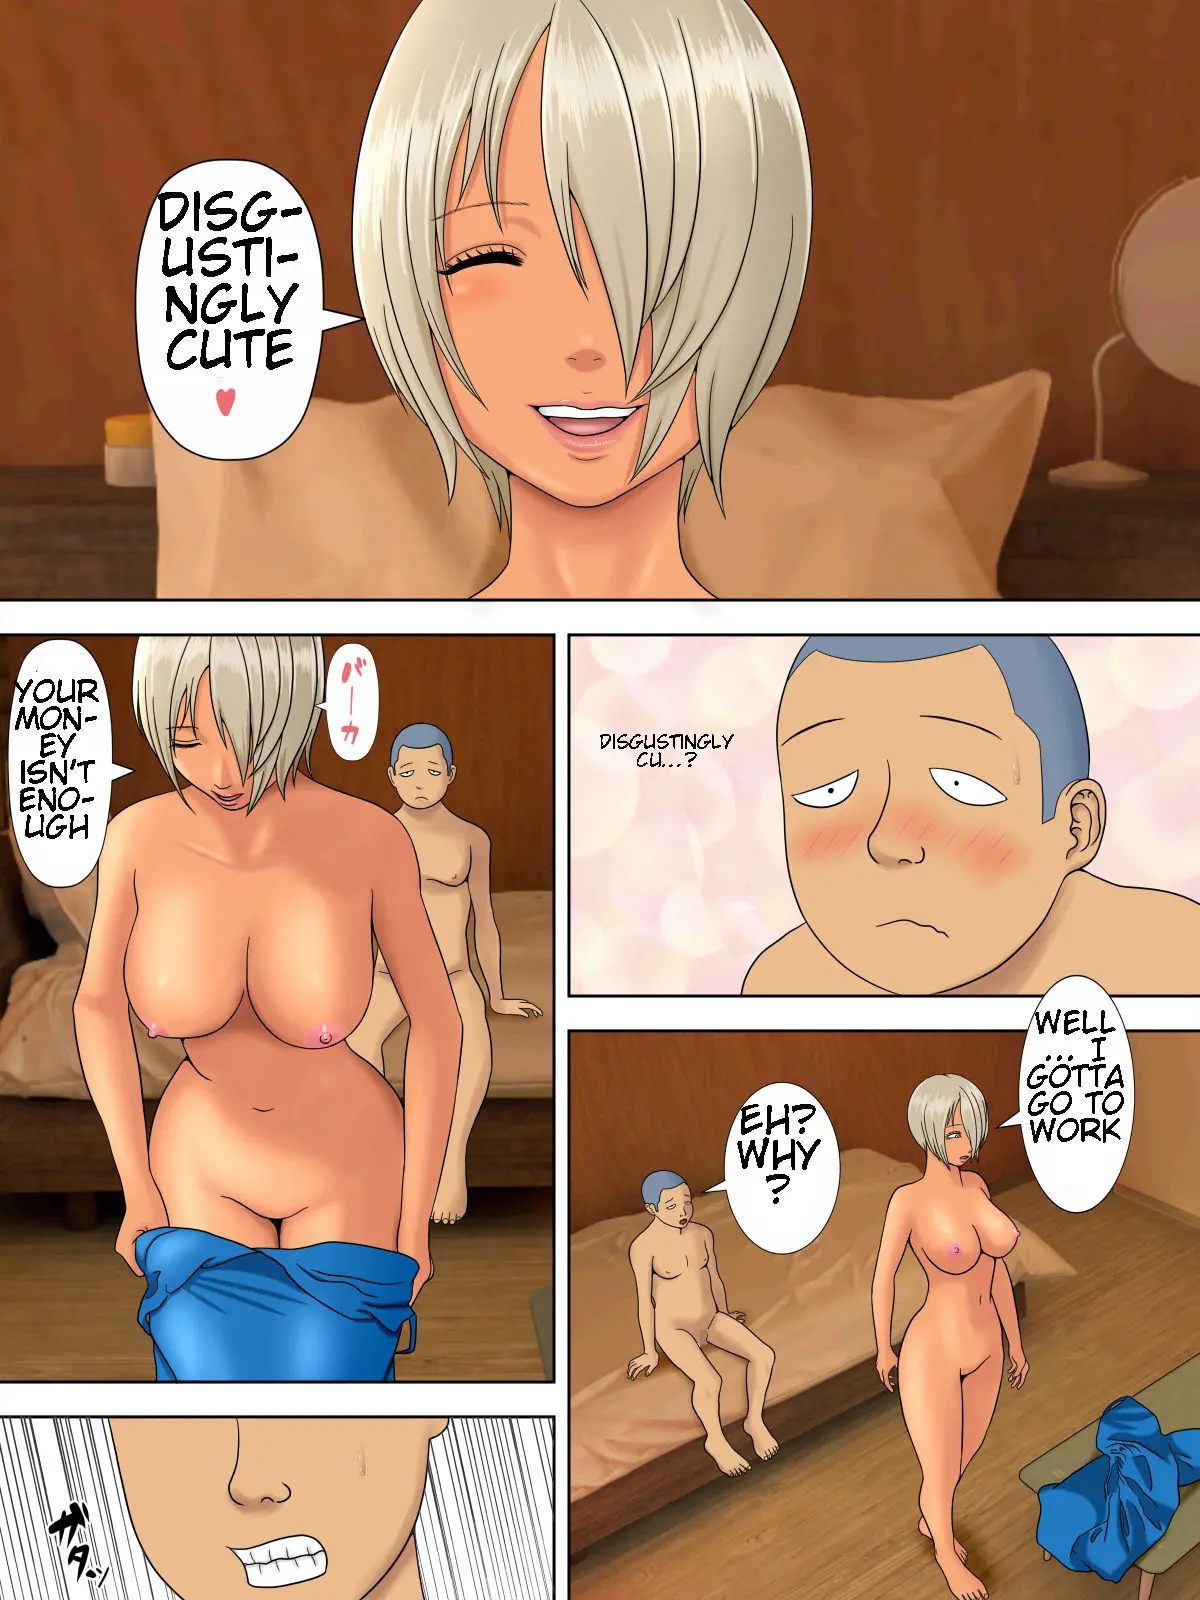 DISG-
USTI-
NGLY
CUTE
♥
DISGUSTINGLY
CU...?
WELL
... I
GOTTA
GO TO
WORK
EH?
WHY
?
バーカ
YOUR
MON-
EY
ISN'T
ENO-
UGH
ガタッ